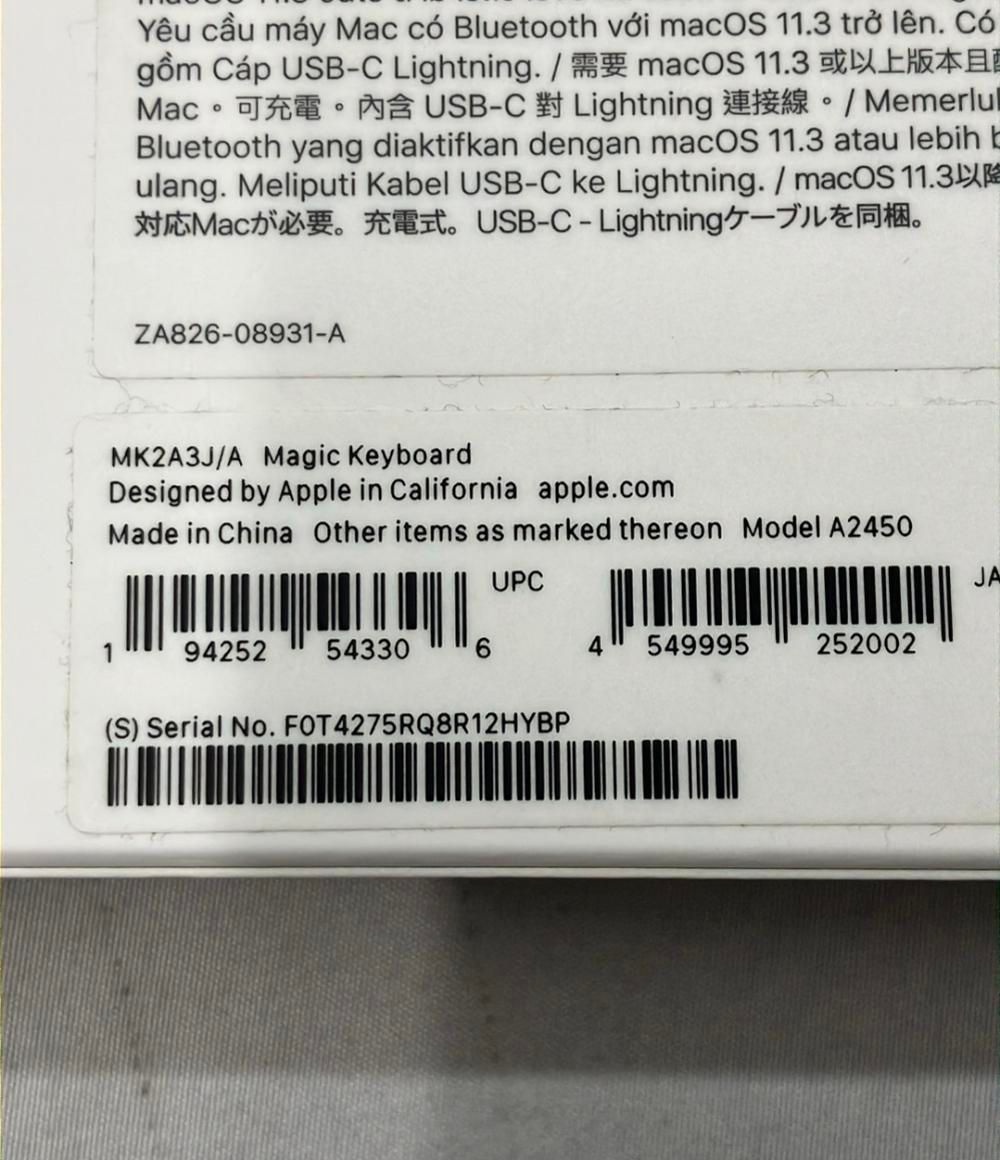 Yêu cầu máy Mac có Bluetooth với macOS 11.3 trở lên. Có
gồm Cáp USB-C Lightning. / 需要 macOS 11.3 或以上版本且
Mac。可充電。內含 USB-C 對 Lightning 連接線。/ Memerlu
Bluetooth yang diaktifkan dengan macOS 11.3 atau lebih b
ulang. Meliputi Kabel USB-C ke Lightning. / macOS 11.3以降
対応Macが必要。充電式。USB-C – Lightningケーブルを同梱。
ZA826-08931-A
MK2A3J/A Magic Keyboard
Designed by Apple in California apple.com
Made in China Other items as marked thereon Model A2450
UPC JA
1 94252 54330 6 4 549995 252002
(S) Serial No. F0T4275RQ8R12HYBP